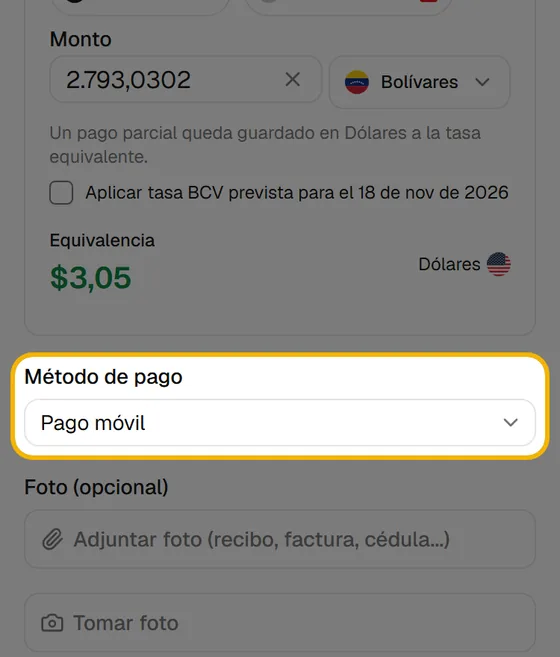 Monto
2.793,0302
Bolívares
Un pago parcial queda guardado en Dólares a la tasa
equivalente.
Aplicar tasa BCV prevista para el 18 de nov de 2026
Equivalencia
$3,05
Dólares
Método de pago
Pago móvil
Foto (opcional)
Adjuntar foto (recibo, factura, cédula...)
Tomar foto